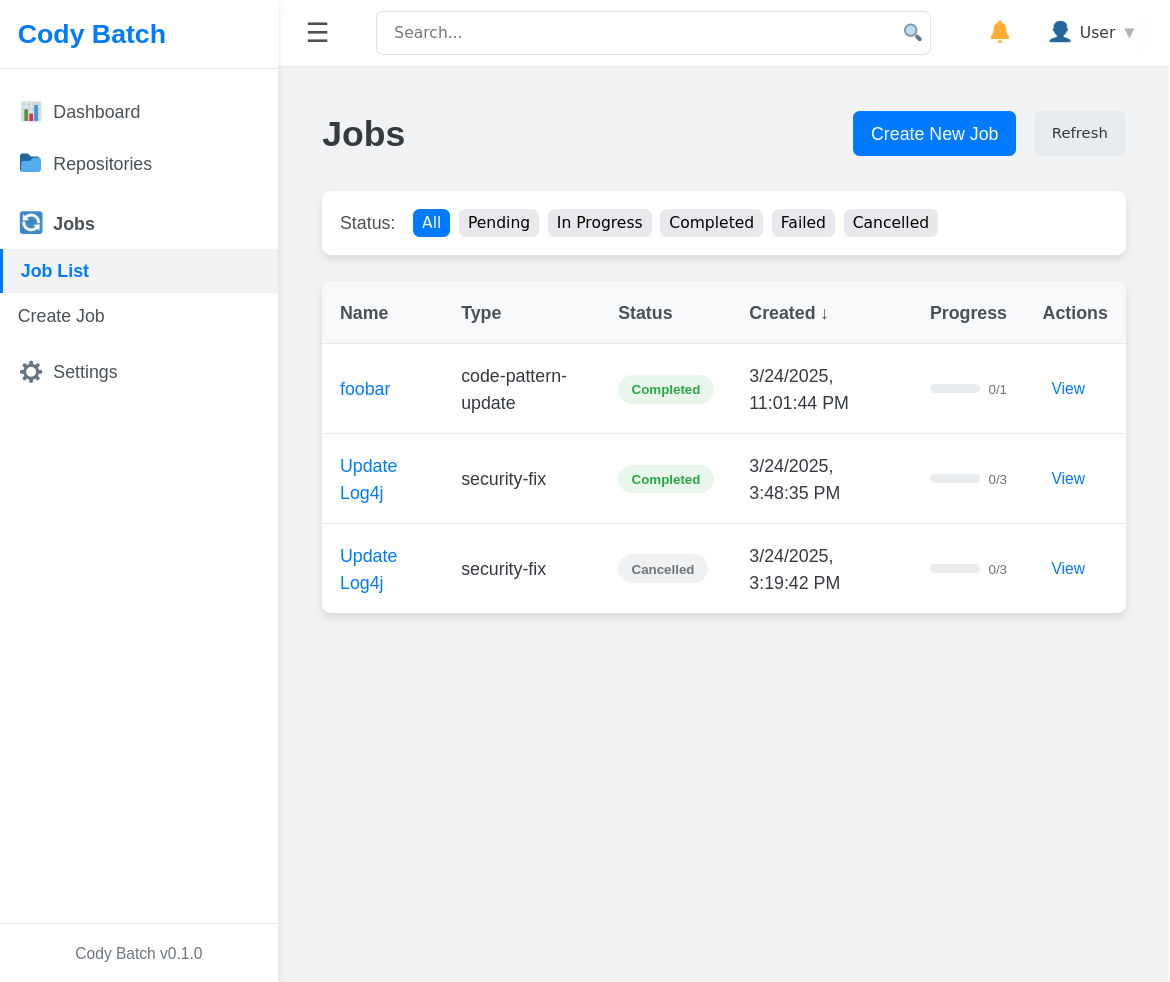 Cody Batch
☰ Search... User ▼
Dashboard
Repositories
Jobs
Job List
Create Job
Settings
Jobs
Create New Job
Refresh
Status: All Pending In Progress Completed Failed Cancelled
Name Type Status Created ↓ Progress Actions
foobar code-pattern-update Completed 3/24/2025, 11:01:44 PM 0/1 View
Update Log4j security-fix Completed 3/24/2025, 3:48:35 PM 0/3 View
Update Log4j security-fix Cancelled 3/24/2025, 3:19:42 PM 0/3 View
Cody Batch v0.1.0